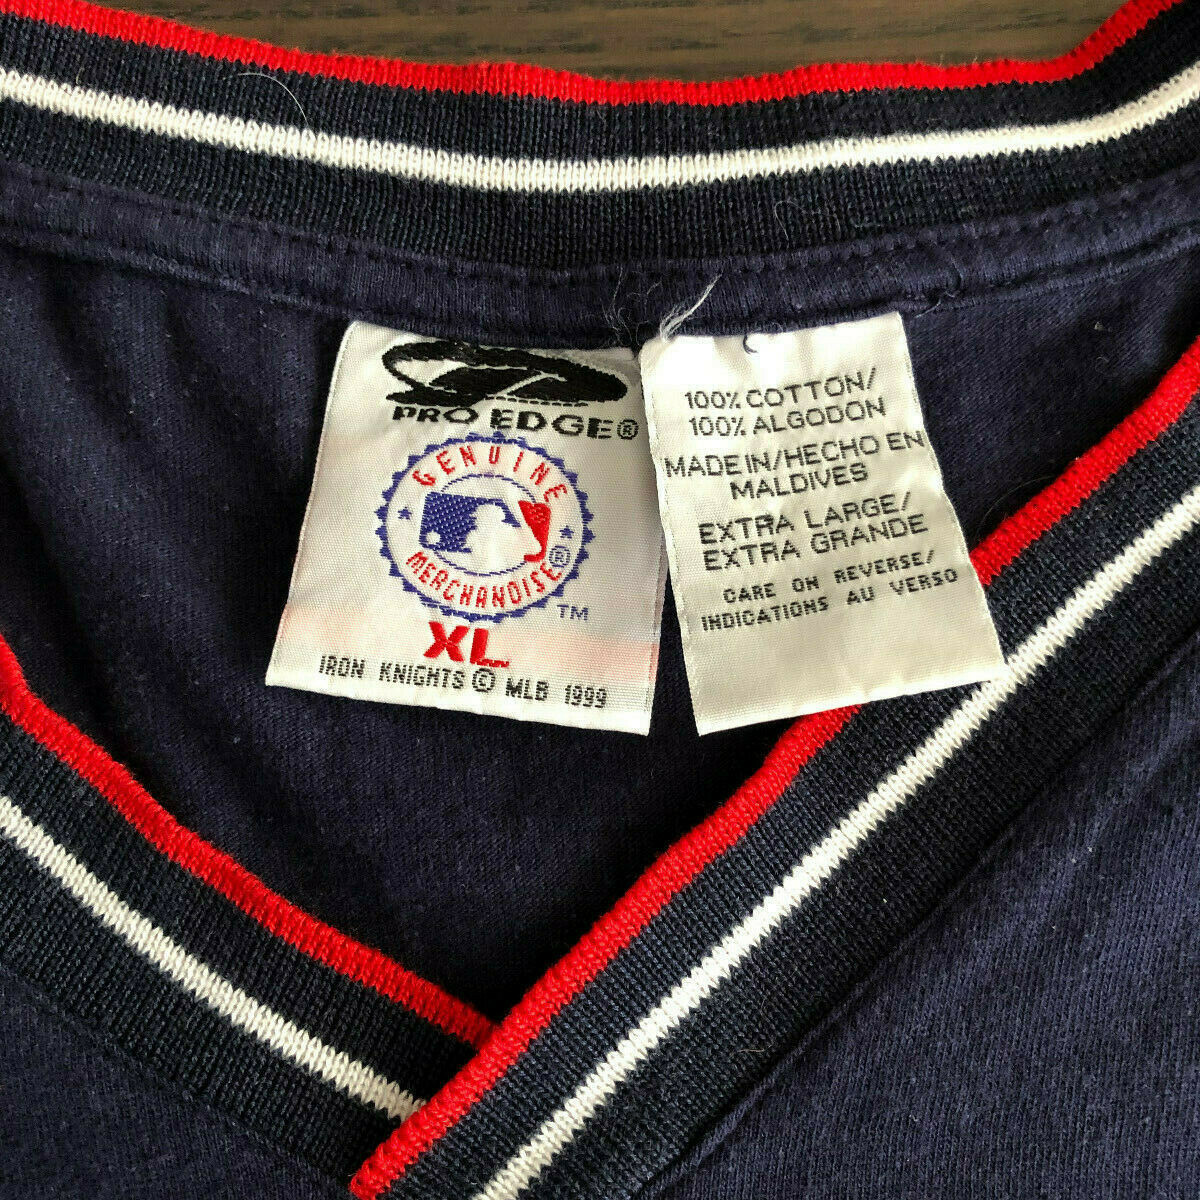 PRO EDGE®
GENUINE
MERCHANDISE®
TM
XL
IRON KNIGHTS © MLB 1999
100% COTTON/
100% ALGODON
MADE IN/HECHO EN
MALDIVES
EXTRA LARGE/
EXTRA GRANDE
CARE ON REVERSE/
INDICATIONS AU VERSO